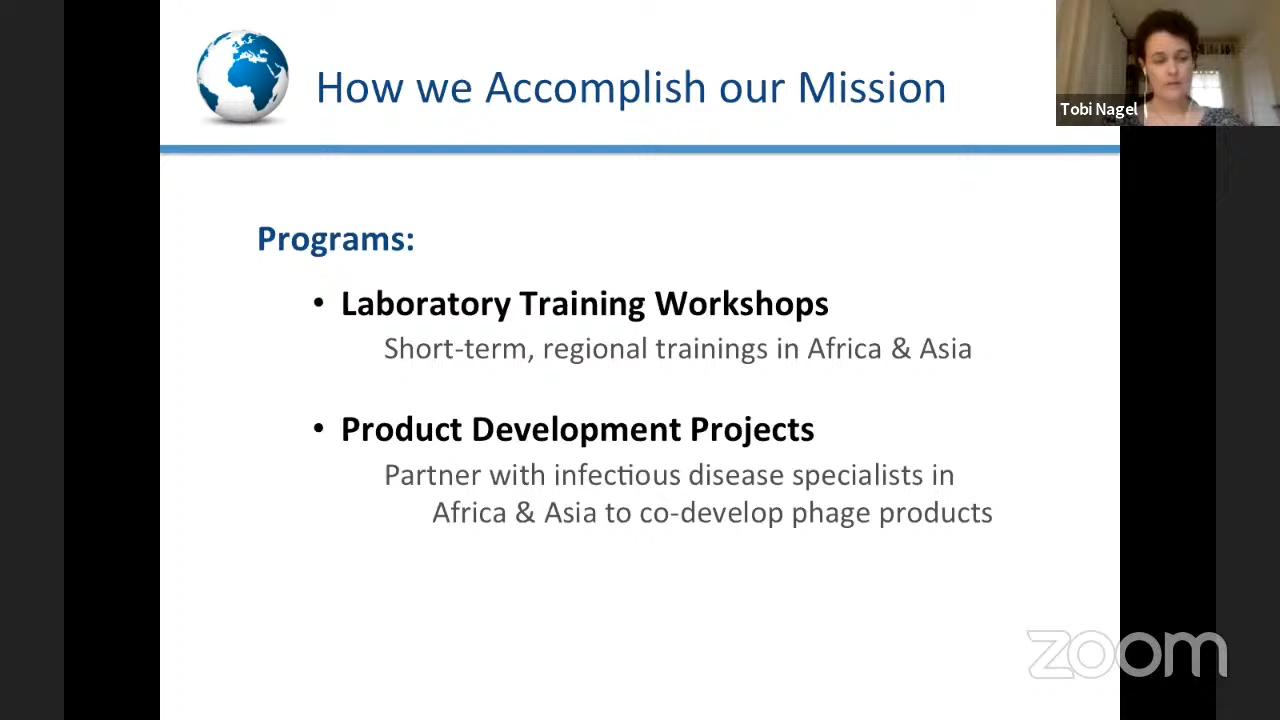 How we Accomplish our Mission
Tobi Nagel
Programs:
• Laboratory Training Workshops
Short-term, regional trainings in Africa & Asia
• Product Development Projects
Partner with infectious disease specialists in
Africa & Asia to co-develop phage products
zoom